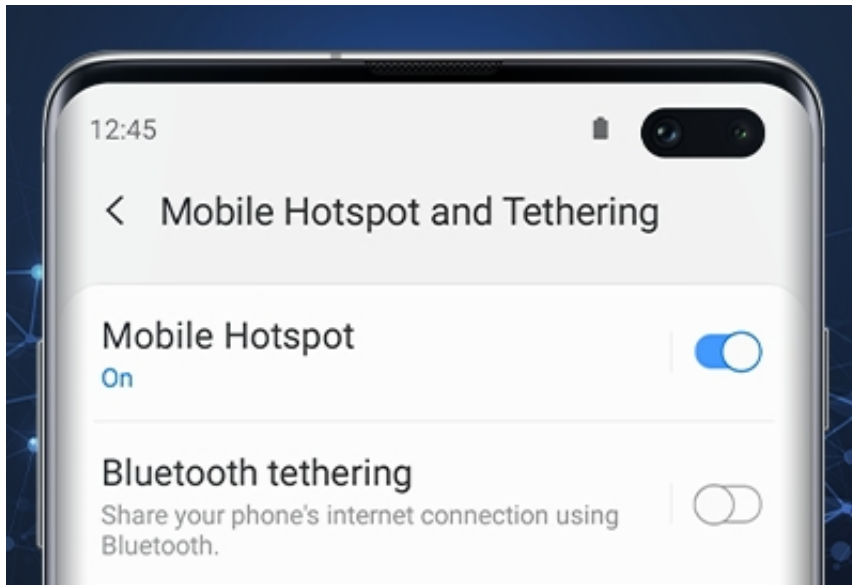 12:45
Mobile Hotspot and Tethering
Mobile Hotspot
On
Bluetooth tethering
Share your phone's internet connection using
Bluetooth.